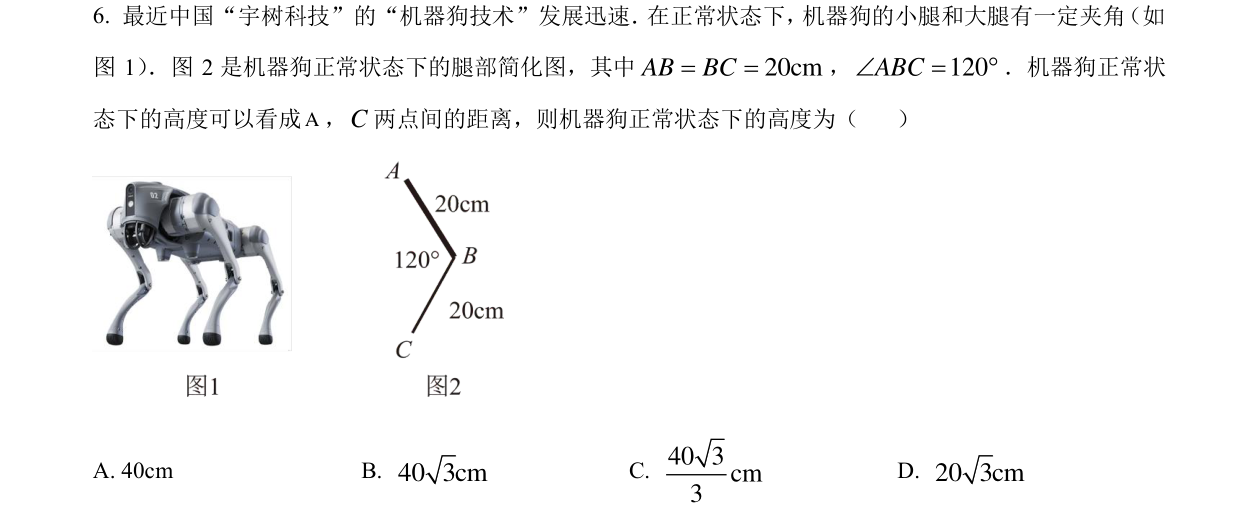 6. 最近中国“宇树科技”的“机器狗技术”发展迅速．在正常状态下，机器狗的小腿和大腿有一定夹角（如
图 1）．图 2 是机器狗正常状态下的腿部简化图，其中 AB = BC = 20cm，∠ABC = 120°．机器狗正常状
态下的高度可以看成 A，C 两点间的距离，则机器狗正常状态下的高度为（　　）
A
20cm
120° B
20cm
C
图1 图2
A. 40cm B. 40√3cm C. 40√3/3 cm D. 20√3cm